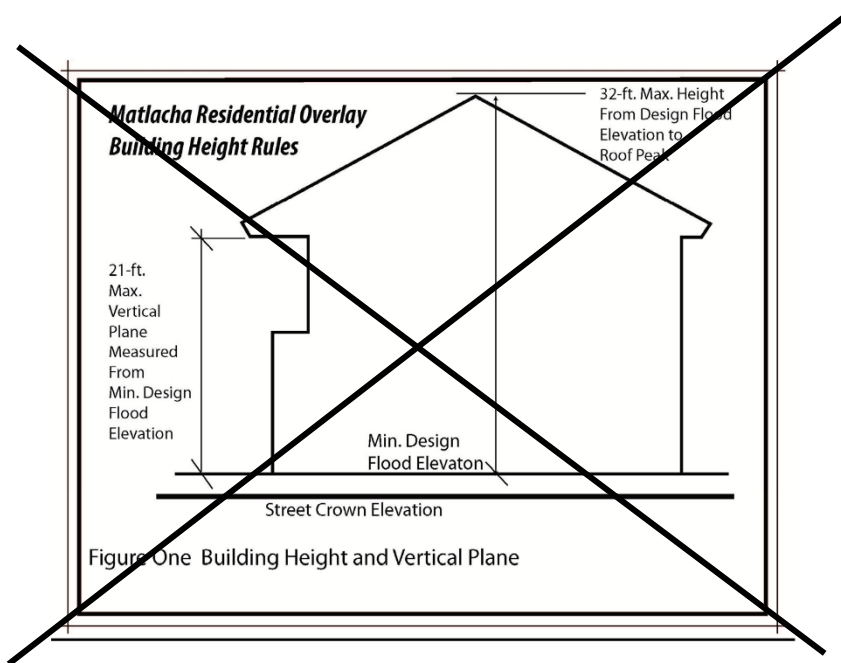 Matlacha Residential Overlay
Building Height Rules
32-ft. Max. Height
From Design Flood
Elevation to
Roof Peak
21-ft.
Max.
Vertical
Plane
Measured
From
Min. Design
Flood
Elevation
Min. Design
Flood Elevaton
Street Crown Elevation
Figure One  Building Height and Vertical Plane